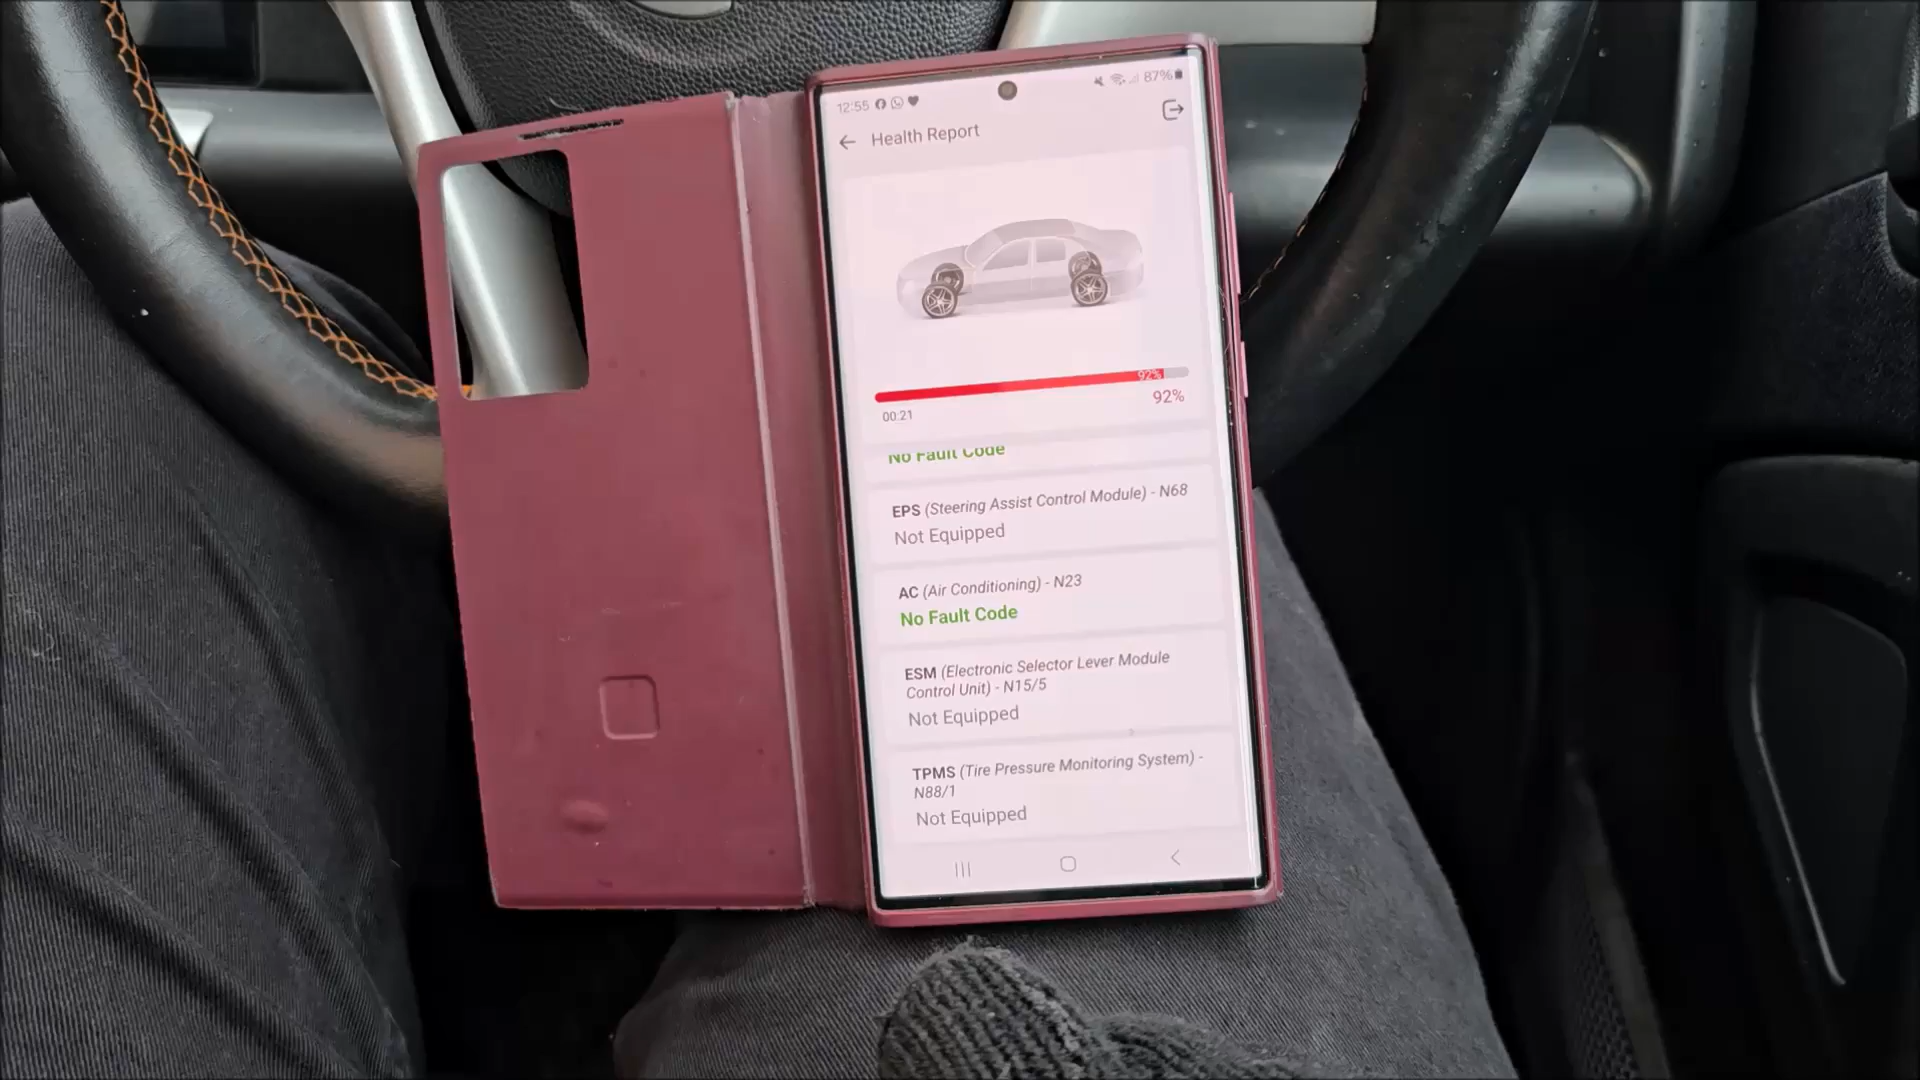 12:55
87%
Health Report
92%
00:21
92%
No Fault Code
EPS (Steering Assist Control Module) - N68
Not Equipped
AC (Air Conditioning) - N23
No Fault Code
ESM (Electronic Selector Lever Module
Control Unit) - N15/5
Not Equipped
TPMS (Tire Pressure Monitoring System) -
N88/1
Not Equipped